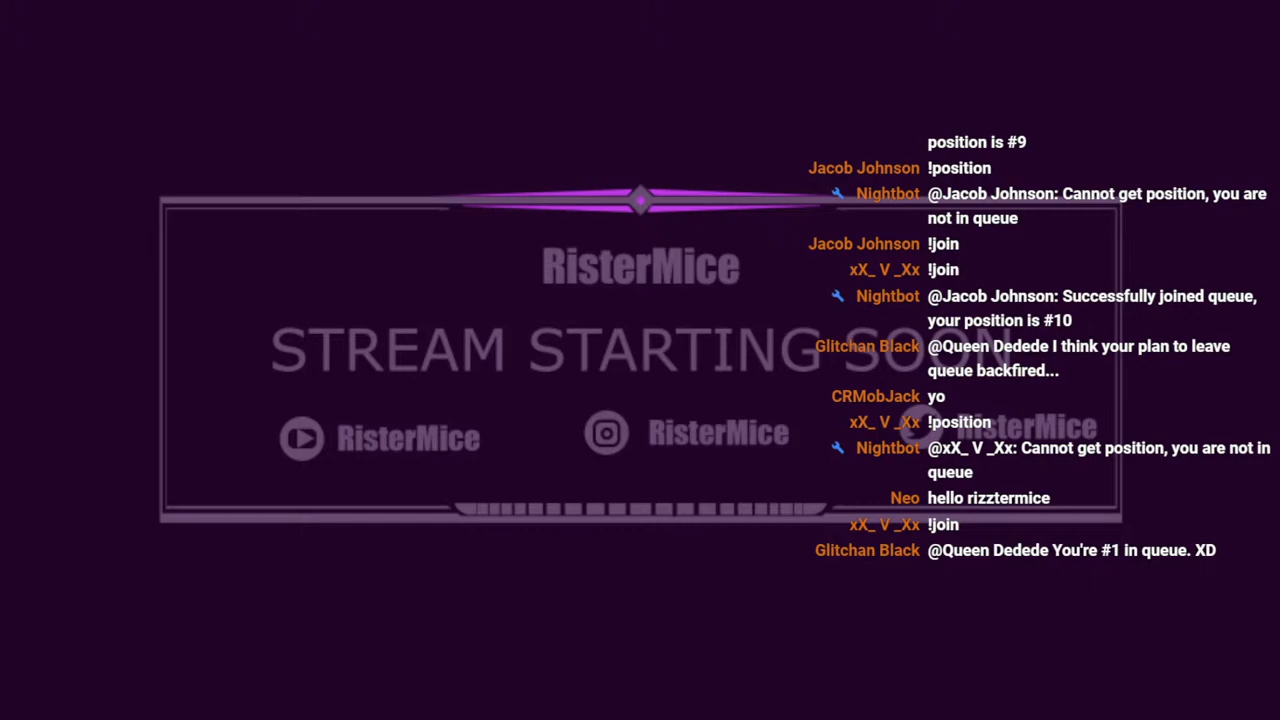 position is #9
Jacob Johnson !position
Nightbot @Jacob Johnson: Cannot get position, you are
not in queue
Jacob Johnson !join
xX_ V _Xx !join
Nightbot @Jacob Johnson: Successfully joined queue,
your position is #10
Glitchan Black @Queen Dedede I think your plan to leave
queue backfired...
CRMobJack yo
xX_ V _Xx !position
Nightbot @xX_ V _Xx: Cannot get position, you are not in
queue
Neo hello rizztermice
xX_ V _Xx !join
Glitchan Black @Queen Dedede You're #1 in queue. XD
RisterMice
STREAM STARTING SOON
RisterMice
RisterMice
RisterMice